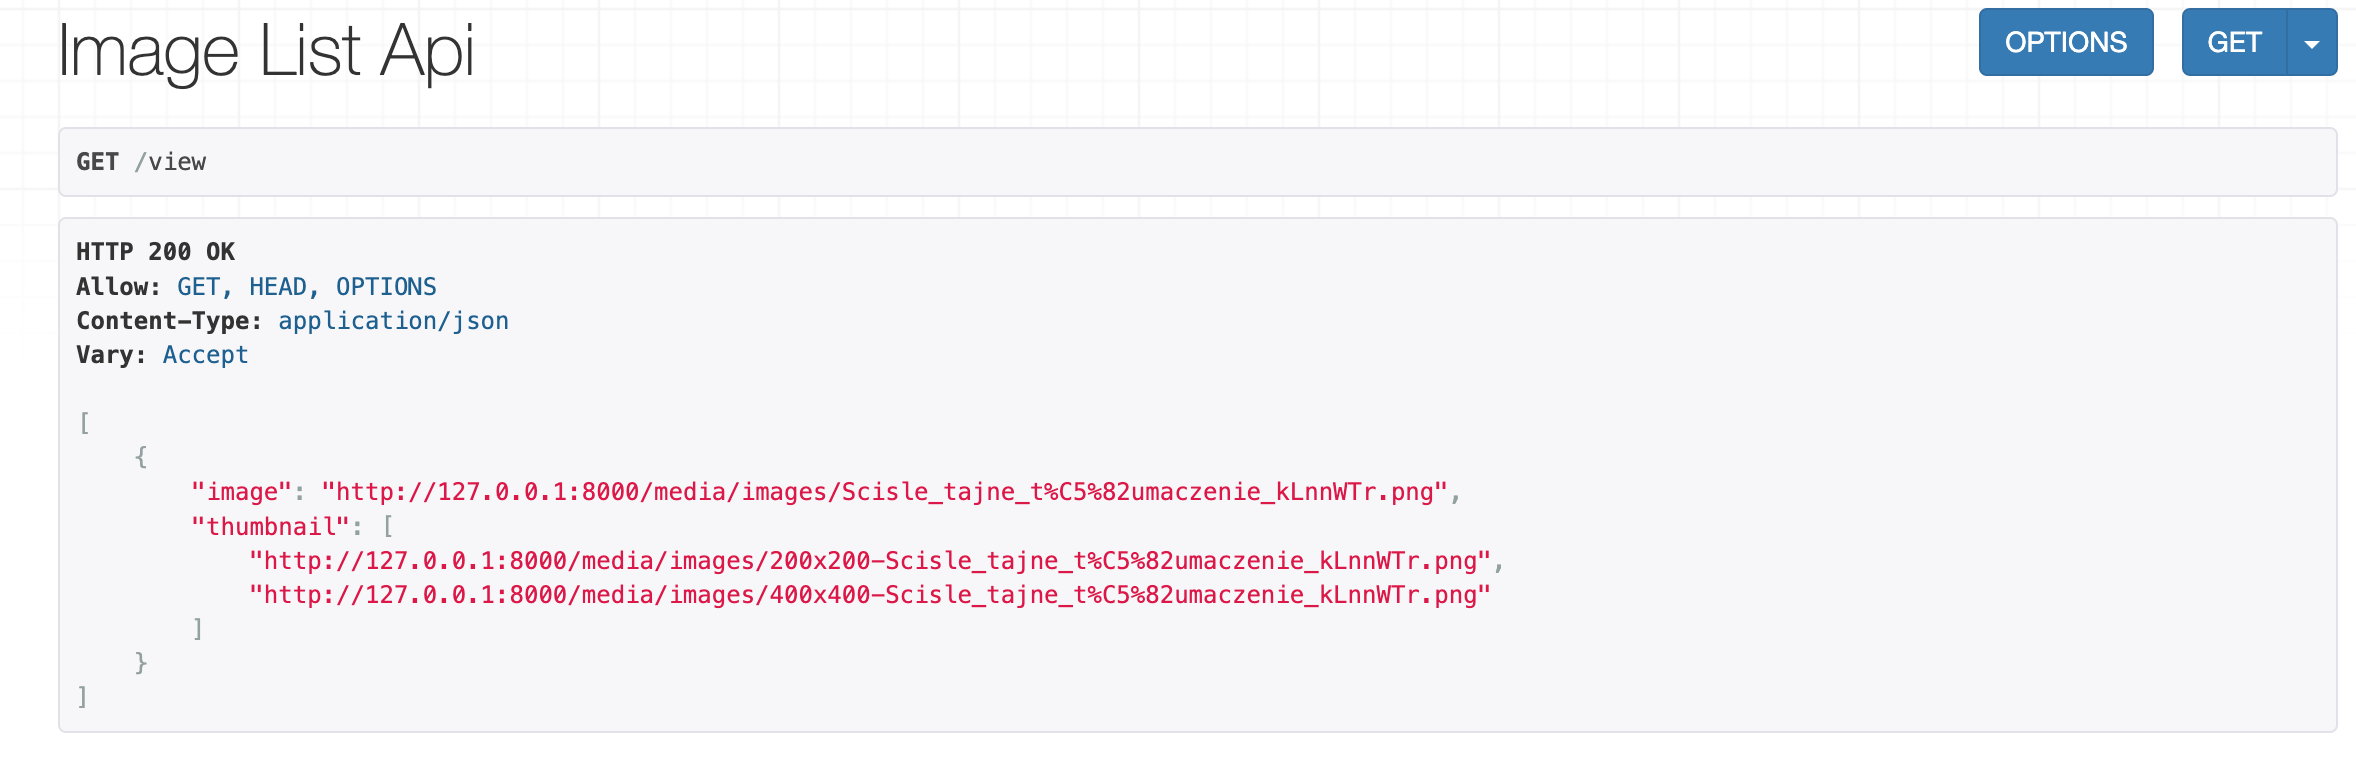 Image List Api
OPTIONS
GET
GET /view
HTTP 200 OK
Allow: GET, HEAD, OPTIONS
Content-Type: application/json
Vary: Accept
[
    {
        "image": "http://127.0.0.1:8000/media/images/Scisle_tajne_t%C5%82umaczenie_kLnnWTr.png",
        "thumbnail": [
            "http://127.0.0.1:8000/media/images/200x200-Scisle_tajne_t%C5%82umaczenie_kLnnWTr.png",
            "http://127.0.0.1:8000/media/images/400x400-Scisle_tajne_t%C5%82umaczenie_kLnnWTr.png"
        ]
    }
]